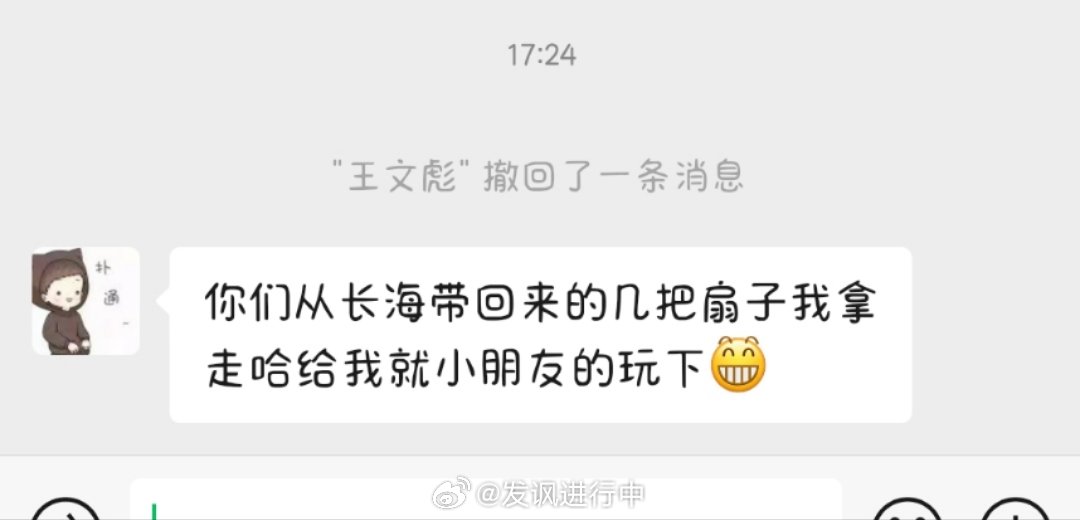 17:24
"王文彪" 撤回了一条消息
扑
通
你们从长海带回来的几把扇子我拿
走哈给我就小朋友的玩下😁
@发讽进行中